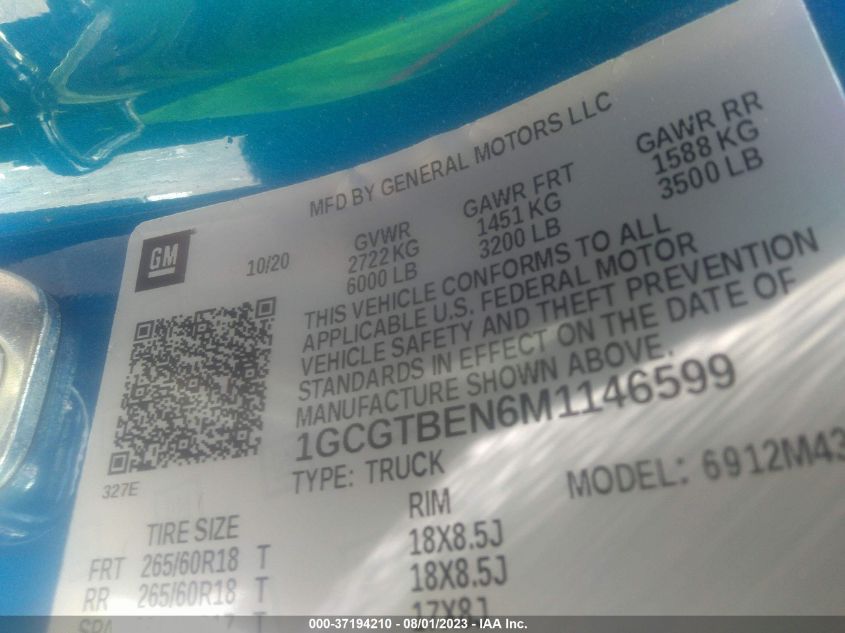 MFD BY GENERAL MOTORS LLC
GM
10/20
GVWR
2722 KG
6000 LB
GAWR FRT
1451 KG
3200 LB
GAWR RR
1588 KG
3500 LB
THIS VEHICLE CONFORMS TO ALL
APPLICABLE U.S. FEDERAL MOTOR
VEHICLE SAFETY AND THEFT PREVENTION
STANDARDS IN EFFECT ON THE DATE OF
MANUFACTURE SHOWN ABOVE.
1GCGTBEN6M1146599
327E
TYPE: TRUCK
MODEL: 6912M43
TIRE SIZE
RIM
FRT 265/60R18 T 18X8.5J
RR 265/60R18 T 18X8.5J
SPA 17X8J
000-37194210 - 08/01/2023 - IAA Inc.